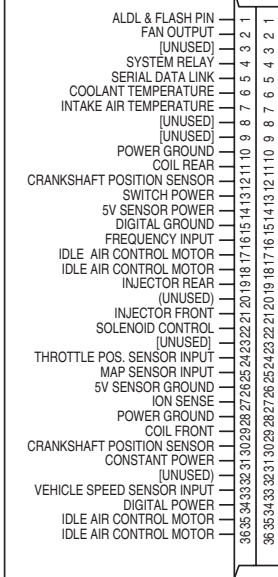 ALDL & FLASH PIN 1 1
FAN OUTPUT 2 2
[UNUSED] 3 3
SYSTEM RELAY 4 4
SERIAL DATA LINK 5 5
COOLANT TEMPERATURE 6 6
INTAKE AIR TEMPERATURE 7 7
[UNUSED] 8 8
[UNUSED] 9 9
POWER GROUND 10 10
COIL REAR 11 11
CRANKSHAFT POSITION SENSOR 12 12
SWITCH POWER 13 13
5V SENSOR POWER 14 14
DIGITAL GROUND 15 15
FREQUENCY INPUT 16 16
IDLE AIR CONTROL MOTOR 17 17
IDLE AIR CONTROL MOTOR 18 18
INJECTOR REAR 19 19
(UNUSED) 20 20
INJECTOR FRONT 21 21
SOLENOID CONTROL 22 22
[UNUSED] 23 23
THROTTLE POS. SENSOR INPUT 24 24
MAP SENSOR INPUT 25 25
5V SENSOR GROUND 26 26
ION SENSE 27 27
POWER GROUND 28 28
COIL FRONT 29 29
CRANKSHAFT POSITION SENSOR 30 30
CONSTANT POWER 31 31
[UNUSED) 32 32
VEHICLE SPEED SENSOR INPUT 33 33
DIGITAL POWER 34 34
IDLE AIR CONTROL MOTOR 35 35
IDLE AIR CONTROL MOTOR 36 36